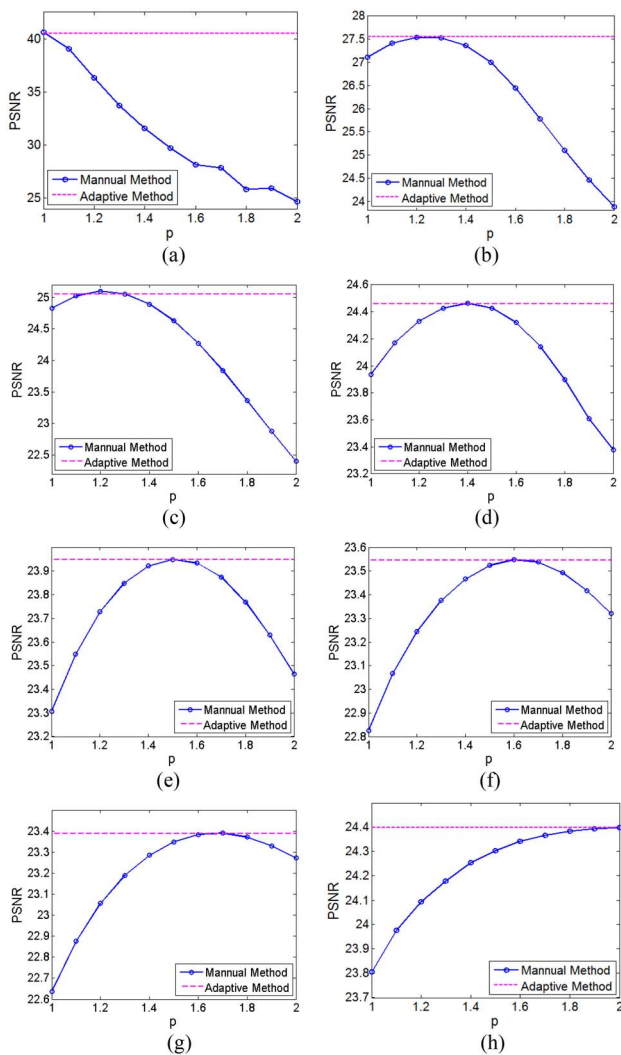 40
35
30
25
PSNR
Mannual Method
Adaptive Method
1 1.2 1.4 1.6 1.8 2
p
(a)
28
27.5
27
26.5
26
25.5
25
24.5
24
PSNR
Mannual Method
Adaptive Method
1 1.2 1.4 1.6 1.8 2
p
(b)
25
24.5
24
23.5
23
22.5
PSNR
Mannual Method
Adaptive Method
1 1.2 1.4 1.6 1.8 2
p
(c)
24.6
24.4
24.2
24
23.8
23.6
23.4
23.2
PSNR
Mannual Method
Adaptive Method
1 1.2 1.4 1.6 1.8 2
p
(d)
23.9
23.8
23.7
23.6
23.5
23.4
23.3
23.2
PSNR
Mannual Method
Adaptive Method
1 1.2 1.4 1.6 1.8 2
p
(e)
23.6
23.5
23.4
23.3
23.2
23.1
23
22.9
22.8
PSNR
Mannual Method
Adaptive Method
1 1.2 1.4 1.6 1.8 2
p
(f)
23.4
23.3
23.2
23.1
23
22.9
22.8
22.7
22.6
PSNR
Mannual Method
Adaptive Method
1 1.2 1.4 1.6 1.8 2
p
(g)
24.4
24.3
24.2
24.1
24
23.9
23.8
23.7
PSNR
Mannual Method
Adaptive Method
1 1.2 1.4 1.6 1.8 2
p
(h)